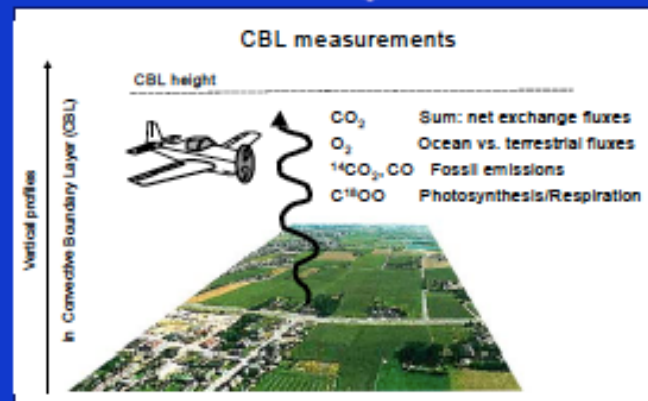 CBL measurements
CBL height
CO₂ Sum: net exchange fluxes
O₂ Ocean vs. terrestrial fluxes
¹⁴CO₂, CO Fossil emissions
C¹⁸OO Photosynthesis/Respiration
Vertical profiles
in Convective Boundary Layer (CBL)